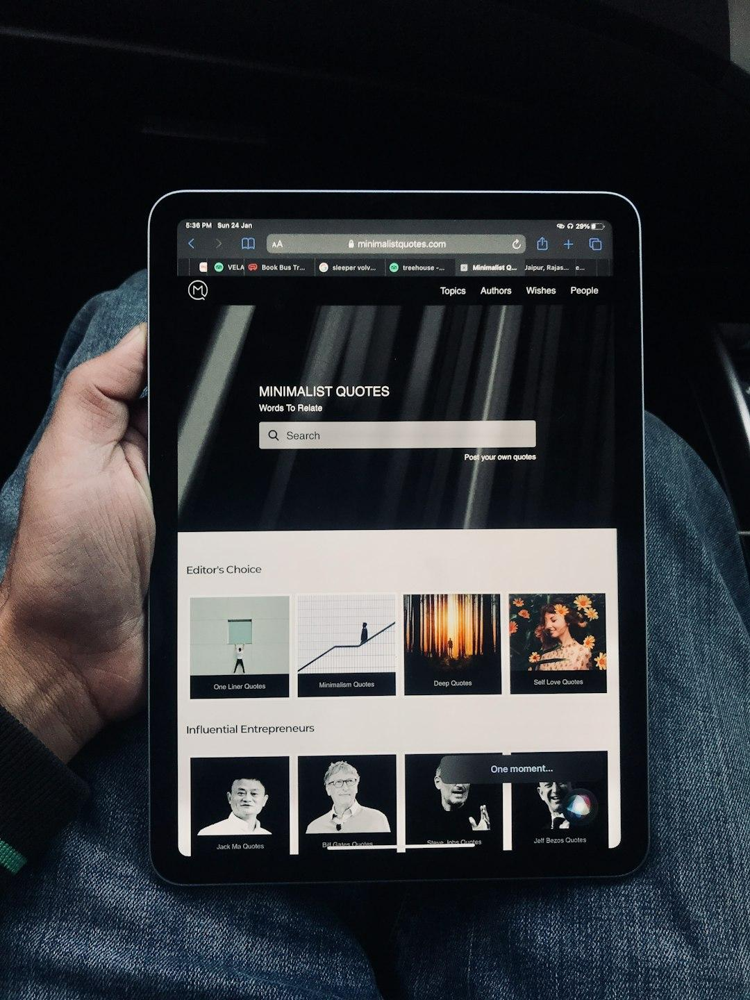 5:36 PM Sun 24 Jan
29%
AA
minimalistquotes.com
VELA
Book Bus Tr...
sleeper volv...
treehouse -...
Minimalist Q...
Jaipur, Rajas...
e...
M
Topics Authors Wishes People
MINIMALIST QUOTES
Words To Relate
Search
Post your own quotes
Editor's Choice
One Liner Quotes
Minimalism Quotes
Deep Quotes
Self Love Quotes
Influential Entrepreneurs
One moment...
Jack Ma Quotes
Bill Gates Quotes
Steve Jobs Quotes
Jeff Bezos Quotes